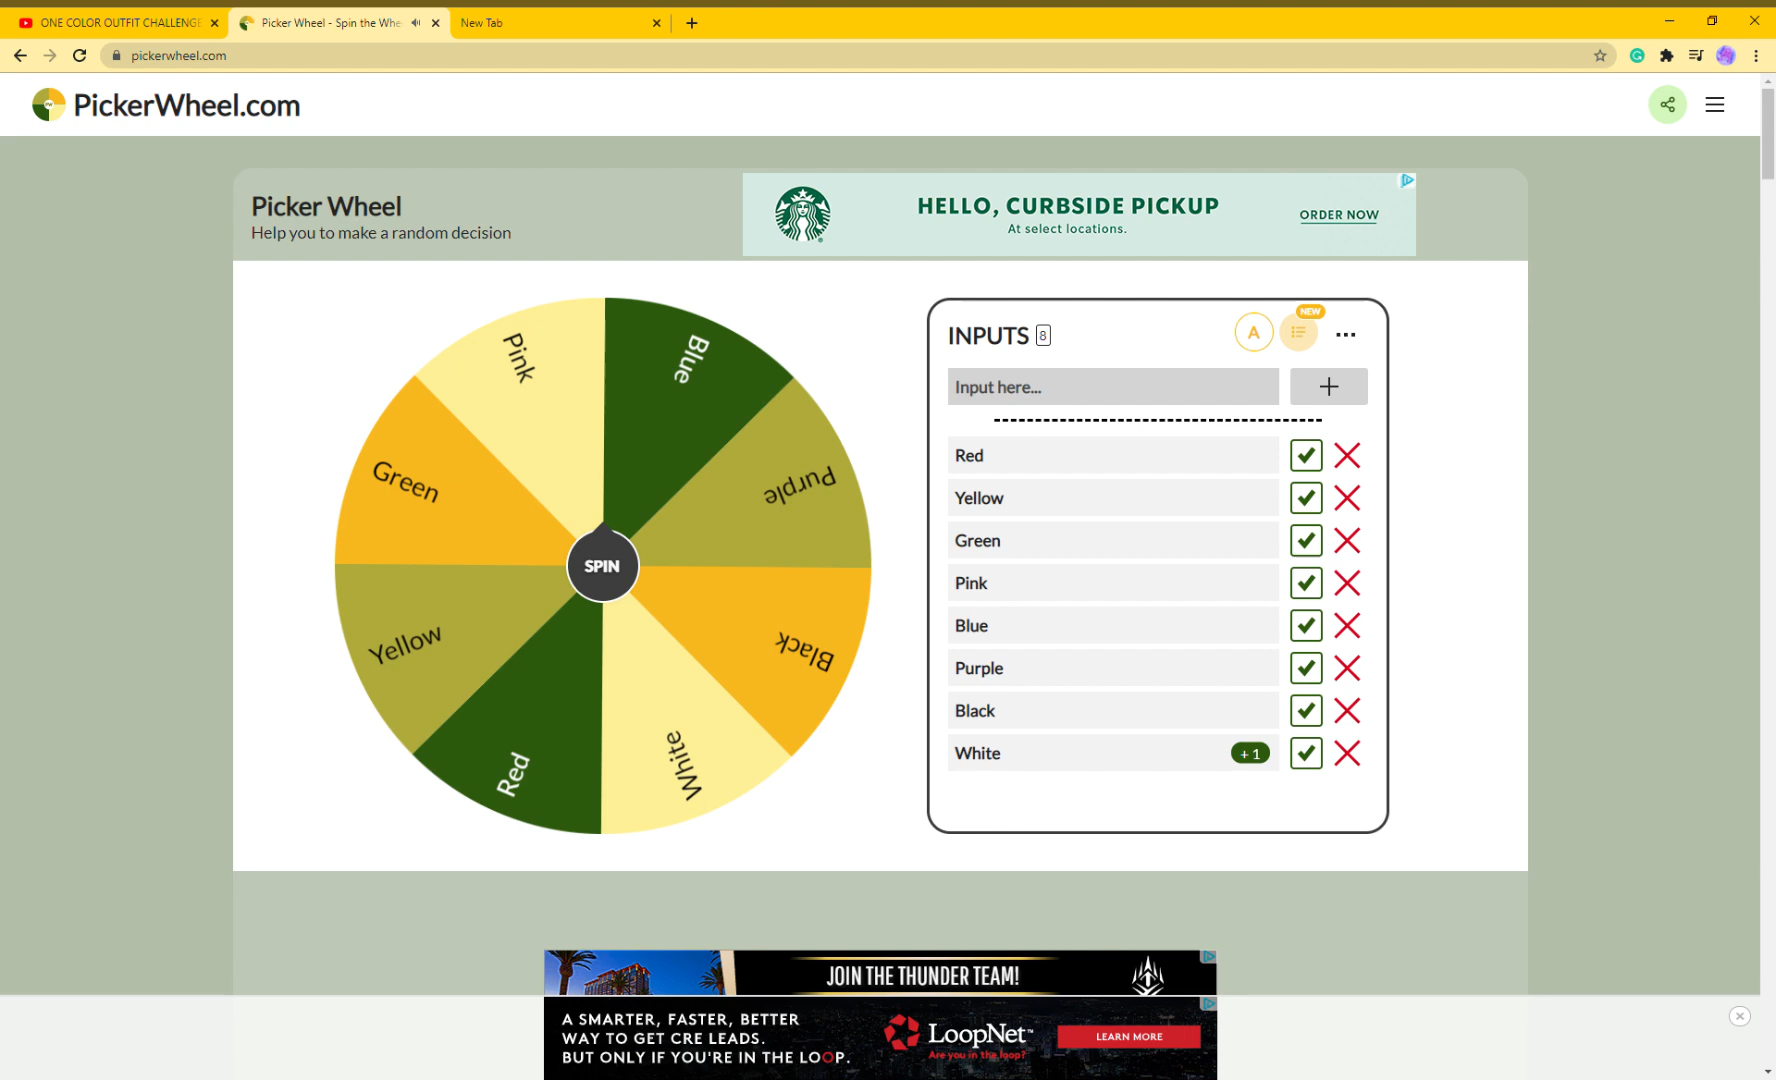 ONE COLOR OUTFIT CHALLENGE
Picker Wheel - Spin the Whe
New Tab
pickerwheel.com
PickerWheel.com
Picker Wheel
Help you to make a random decision
HELLO, CURBSIDE PICKUP
At select locations.
ORDER NOW
Pink
Blue
Green
Purple
SPIN
Yellow
Black
Red
White
INPUTS 8
A
NEW
Input here...
Red
Yellow
Green
Pink
Blue
Purple
Black
White
+ 1
JOIN THE THUNDER TEAM!
A SMARTER, FASTER, BETTER
WAY TO GET CRE LEADS.
BUT ONLY IF YOU'RE IN THE LOOP.
LoopNet™
Are you in the loop?
LEARN MORE